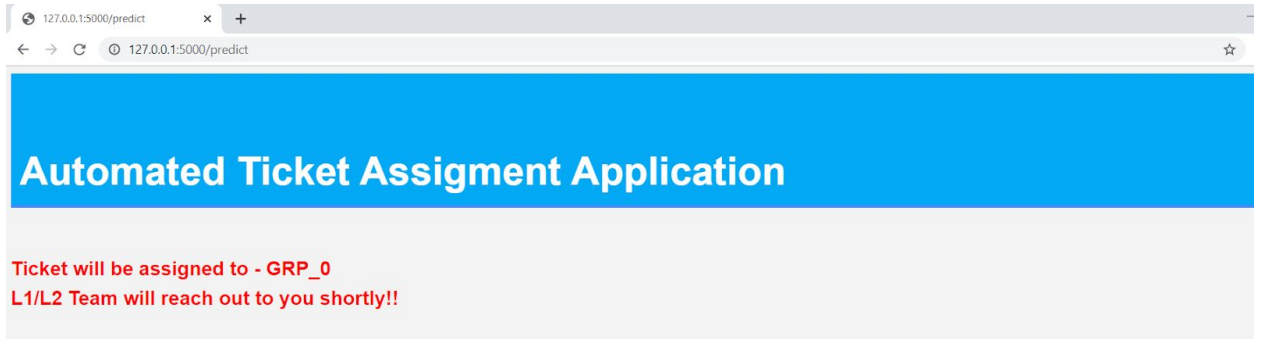 127.0.0.1:5000/predict
127.0.0.1:5000/predict
Automated Ticket Assigment Application
Ticket will be assigned to - GRP_0
L1/L2 Team will reach out to you shortly!!